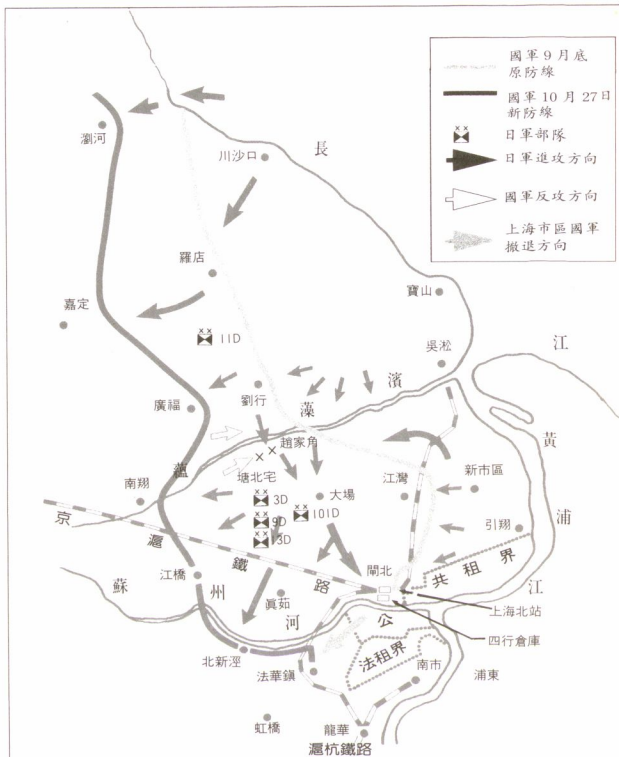 國軍9月底
原防線
國軍10月27日
新防線
日軍部隊
日軍進攻方向
國軍反攻方向
上海市區國軍
撤退方向
瀏河
川沙口
長
羅店
寶山
嘉定
11D
吳淞
江
劉行
濱
廣福
薀
藻
黃
趙家角
塘北宅
南翔
3D
大場
江灣
新市區
9D
101D
引翔
浦
13D
京滬鐵路
江橋
閘北
公共租界
江
蘇州河
眞茹
上海北站
四行倉庫
北新涇
法華鎮
法租界
南市
浦東
虹橋
龍華
滬杭鐵路